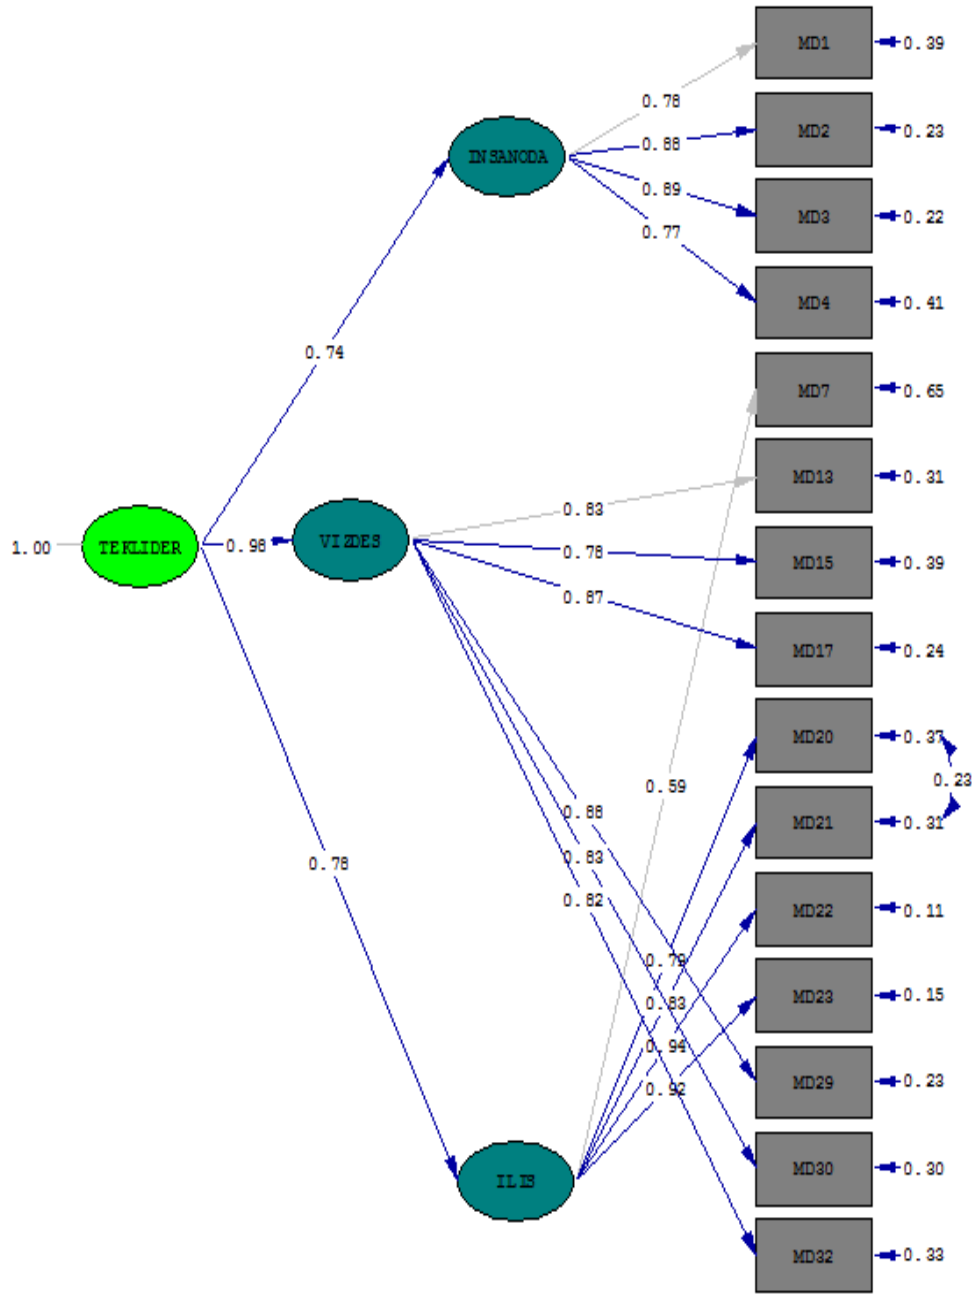 MD1
0.39
0.78
MD2
0.23
0.88
INSANODA
0.89
MD3
0.22
0.77
MD4
0.41
0.74
MD7
0.65
MD13
0.31
0.83
1.00
TEKLIDER
0.98
VIZDES
0.78
MD15
0.39
0.87
MD17
0.24
MD20
0.37
0.23
0.59
0.88
MD21
0.31
0.83
0.78
0.82
MD22
0.11
0.79
0.83
MD23
0.15
0.94
0.92
MD29
0.23
MD30
0.30
ILIS
MD32
0.33